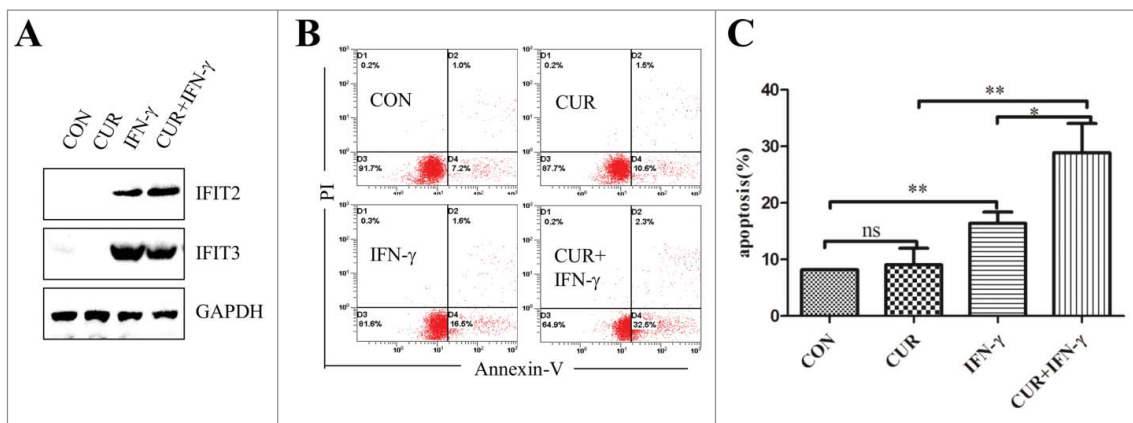 A
CON
CUR
IFN-γ
CUR+IFN-γ
IFIT2
IFIT3
GAPDH
B
PI
D1
0.2%
D2
1.0%
CON
D3
91.7%
D4
7.2%
D1
0.2%
D2
1.5%
CUR
D3
87.7%
D4
10.6%
D1
0.3%
D2
1.6%
IFN-γ
D3
81.6%
D4
16.5%
D1
0.2%
D2
2.3%
CUR+
IFN-γ
D3
64.9%
D4
32.5%
Annexin-V
C
apoptosis(%)
40
30
20
10
0
ns
**
**
*
CON
CUR
IFN-γ
CUR+IFN-γ